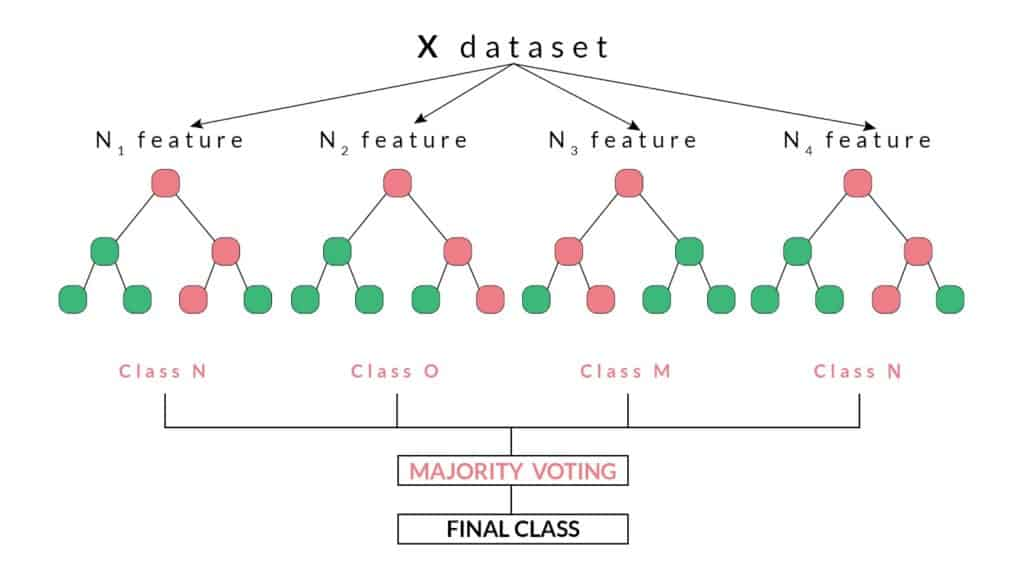 X dataset
N1 feature
N2 feature
N3 feature
N4 feature
Class N
Class O
Class M
Class N
MAJORITY VOTING
FINAL CLASS